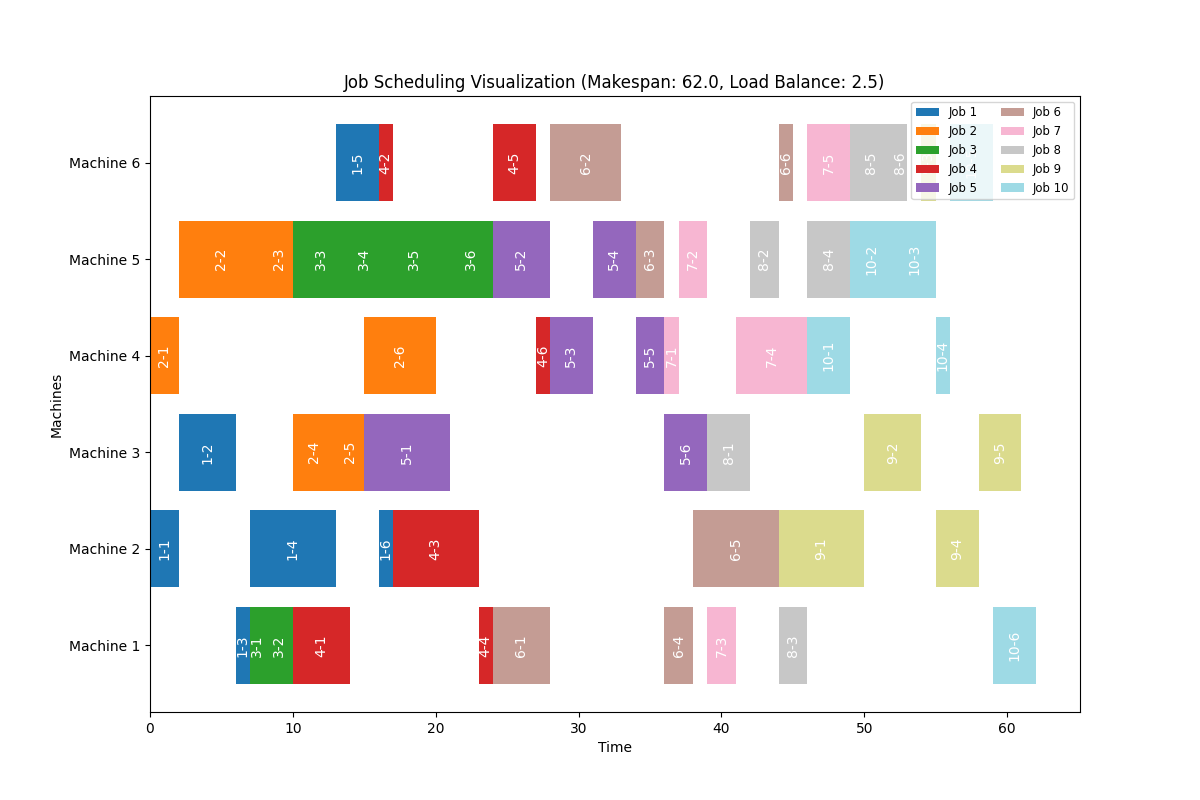 Job Scheduling Visualization (Makespan: 62.0, Load Balance: 2.5)
Job 1 Job 6
Job 2 Job 7
Job 3 Job 8
Job 4 Job 9
Job 5 Job 10
Machine 6 1-5 4-2 4-5 6-2 6-6 7-5 8-5 8-6
Machine 5 2-2 2-3 3-3 3-4 3-5 3-6 5-2 5-4 6-3 7-2 8-2 8-4 10-2 10-3
Machine 4 2-1 2-6 4-6 5-3 5-5 7-1 7-4 10-1 10-4
Machine 3 1-2 2-4 2-5 5-1 5-6 8-1 9-2 9-5
Machine 2 1-1 1-4 1-6 4-3 6-5 9-1 9-4
Machine 1 1-3 3-1 3-2 4-1 4-4 6-1 6-4 7-3 8-3 10-6
Machines
0 10 20 30 40 50 60
Time